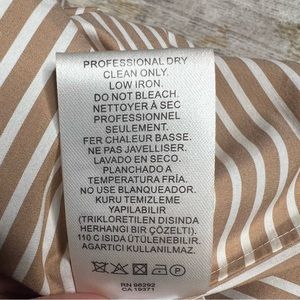 PROFESSIONAL DRY
CLEAN ONLY.
LOW IRON.
DO NOT BLEACH.
NETTOYER À SEC
PROFESSIONNEL
SEULEMENT.
FER CHALEUR BASSE.
NE PAS JAVELLISER.
LAVADO EN SECO.
PLANCHADO A
TEMPERATURA FRÍA.
NO USE BLANQUEADOR.
KURU TEMIZLEME
YAPILABILIR
(TRIKLORETILEN DISINDA
HERHANGI BIR ÇÖZELTI).
110 C ISIDA ÜTÜLENEBILIR.
AGARTICI KULLANILMAZ.
P
RN 96292
CA 19371